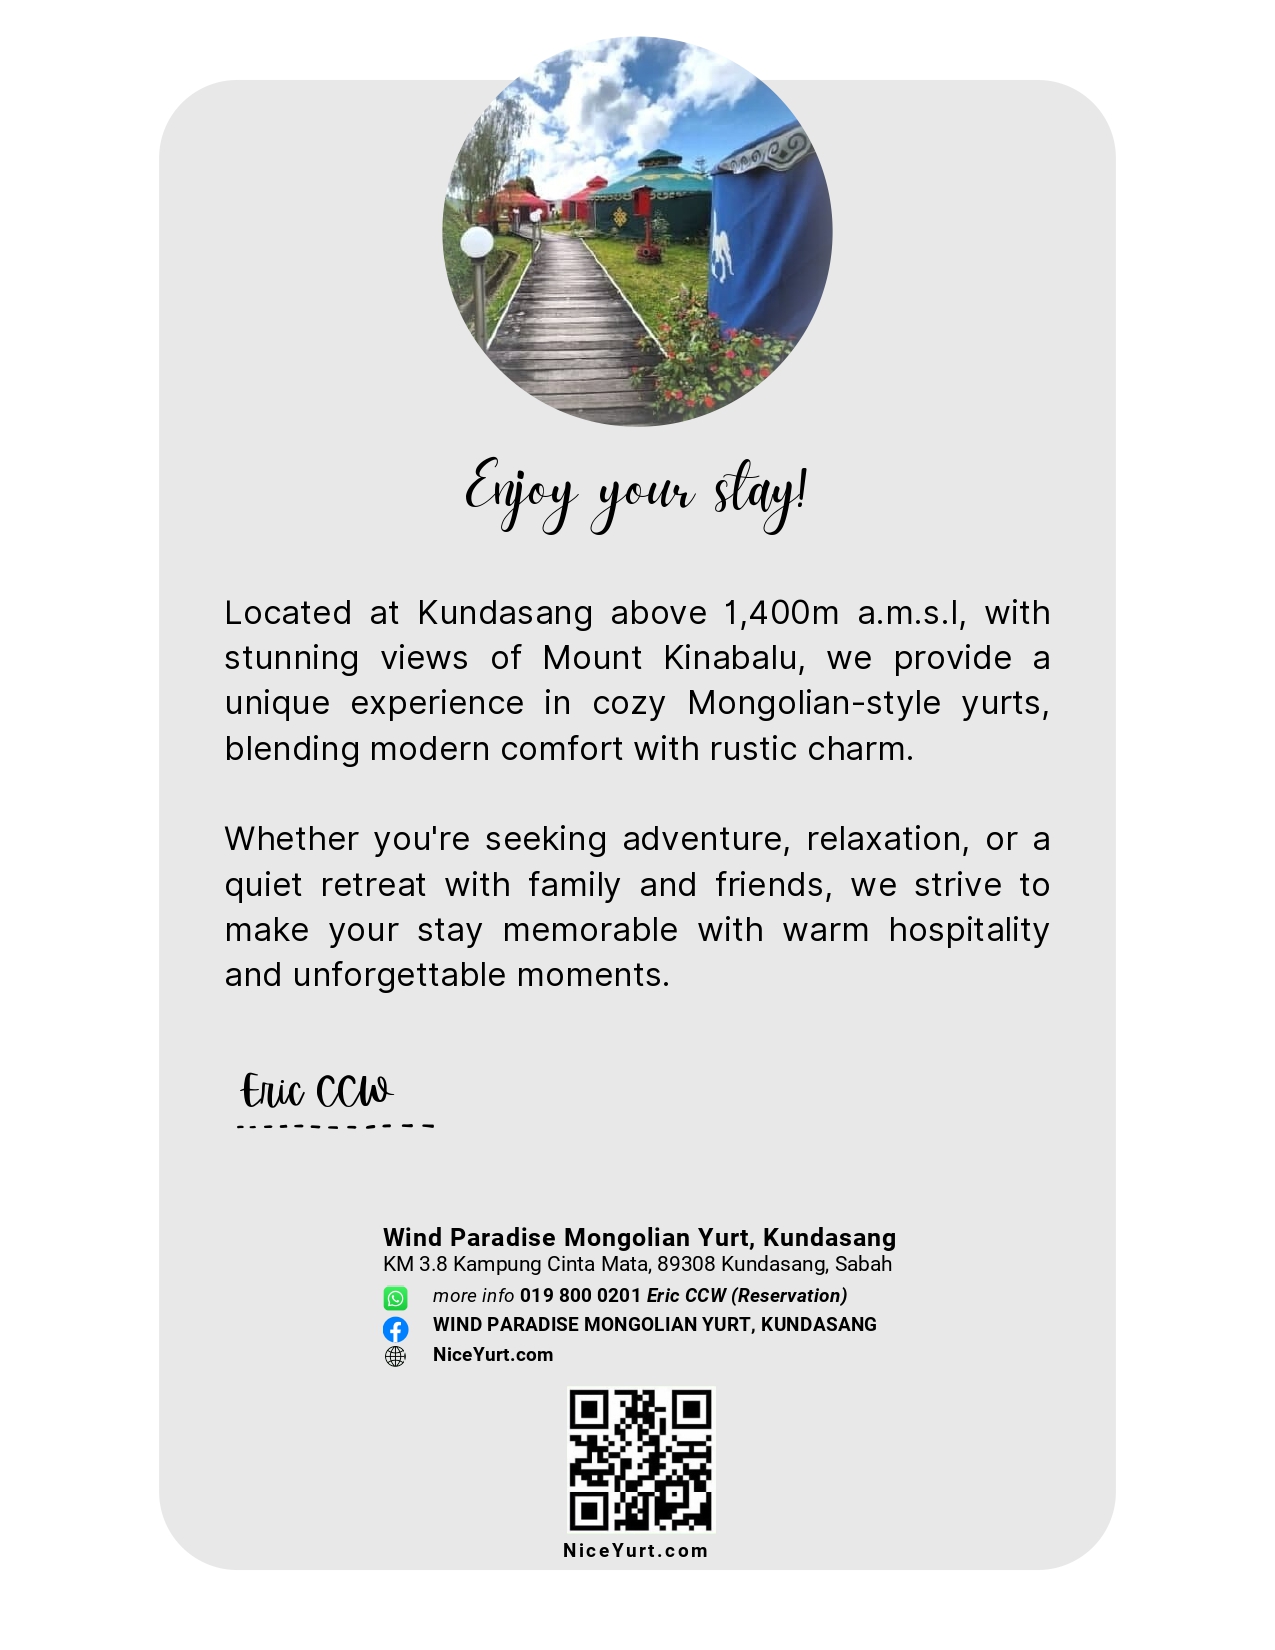 Enjoy your stay!
Located at Kundasang above 1,400m a.m.s.l, with
stunning views of Mount Kinabalu, we provide a
unique experience in cozy Mongolian-style yurts,
blending modern comfort with rustic charm.
Whether you're seeking adventure, relaxation, or a
quiet retreat with family and friends, we strive to
make your stay memorable with warm hospitality
and unforgettable moments.
Eric CCW
Wind Paradise Mongolian Yurt, Kundasang
KM 3.8 Kampung Cinta Mata, 89308 Kundasang, Sabah
more info 019 800 0201 Eric CCW (Reservation)
WIND PARADISE MONGOLIAN YURT, KUNDASANG
NiceYurt.com
NiceYurt.com